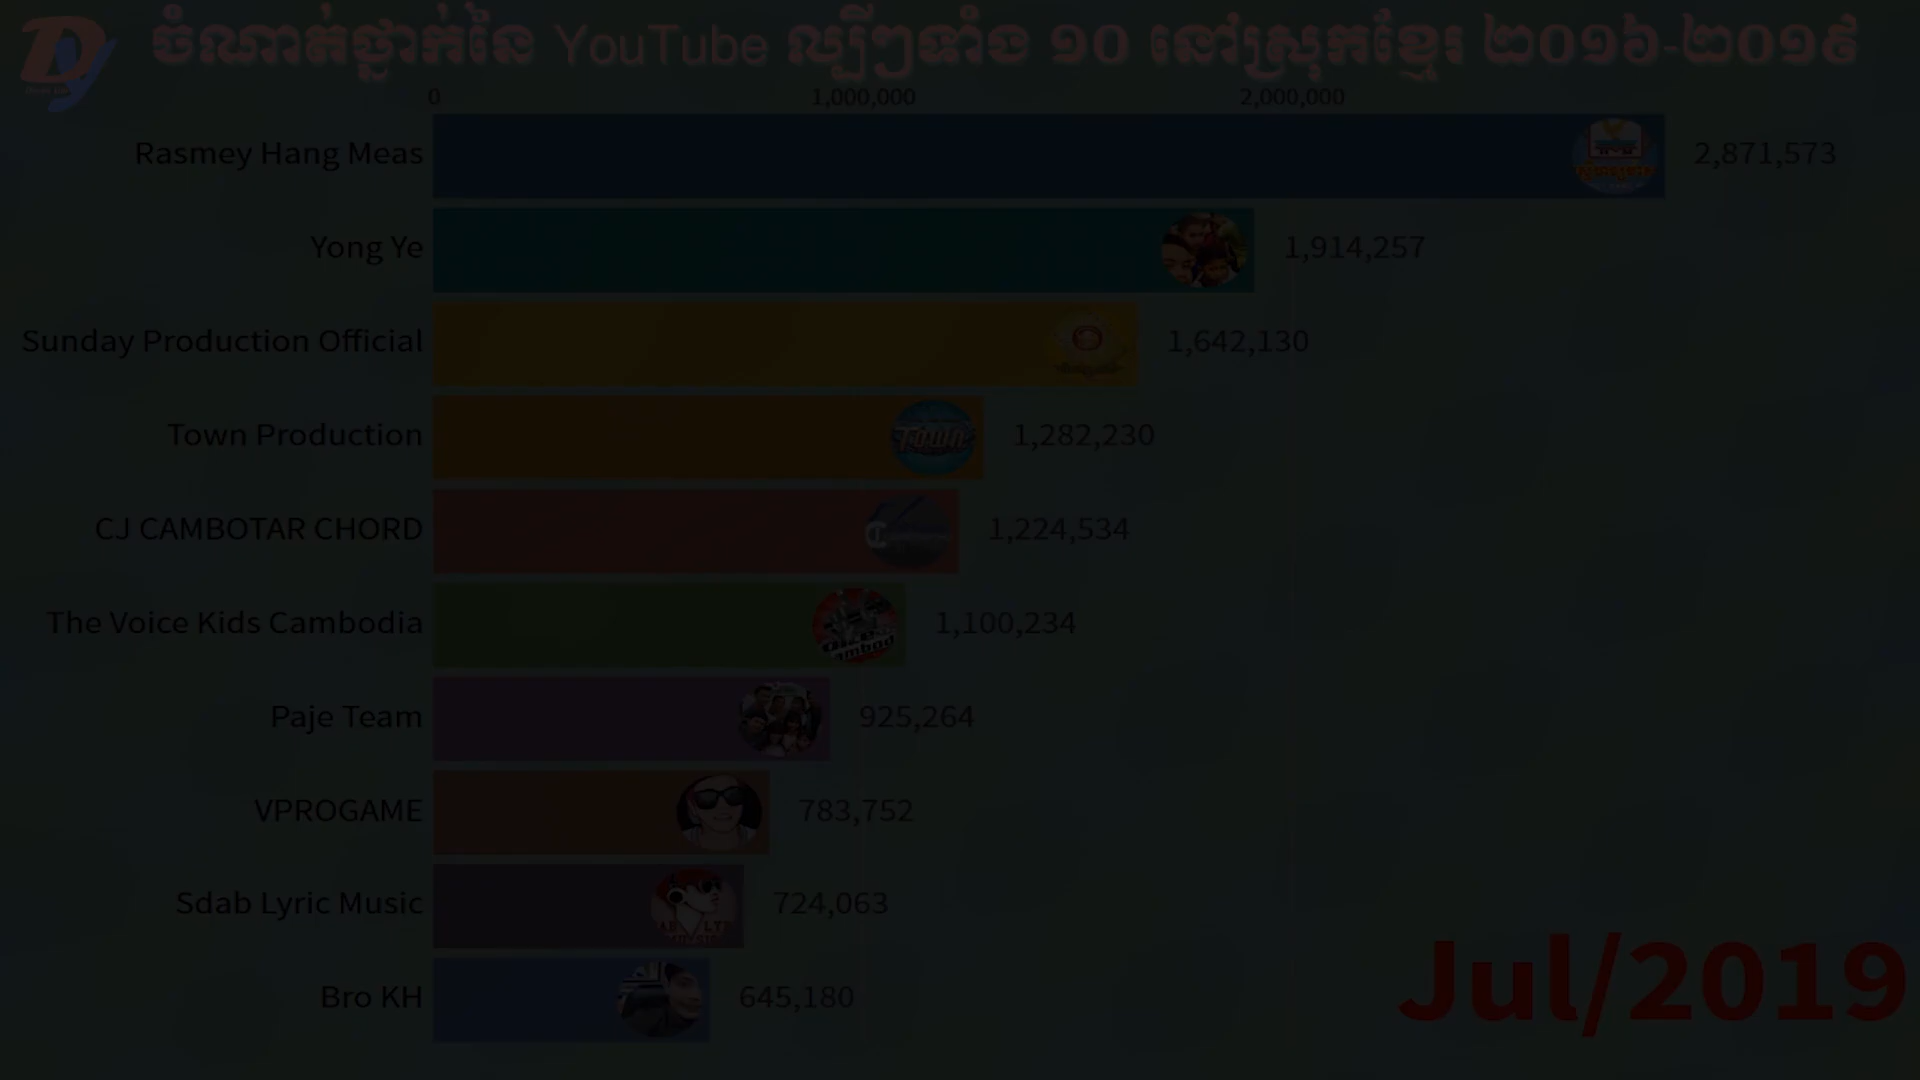 ចំណាត់ថ្នាក់នៃ YouTube ល្បីៗទាំង ១០ នៅស្រុកខ្មែរ ២០១៦-២០១៩
0 1,000,000 2,000,000
Rasmey Hang Meas 2,871,573
Yong Ye 1,914,257
Sunday Production Official 1,642,130
Town Production 1,282,230
CJ CAMBOTAR CHORD 1,224,534
The Voice Kids Cambodia 1,100,234
Paje Team 925,264
VPROGAME 783,752
Sdab Lyric Music 724,063
Bro KH 645,180
Jul/2019